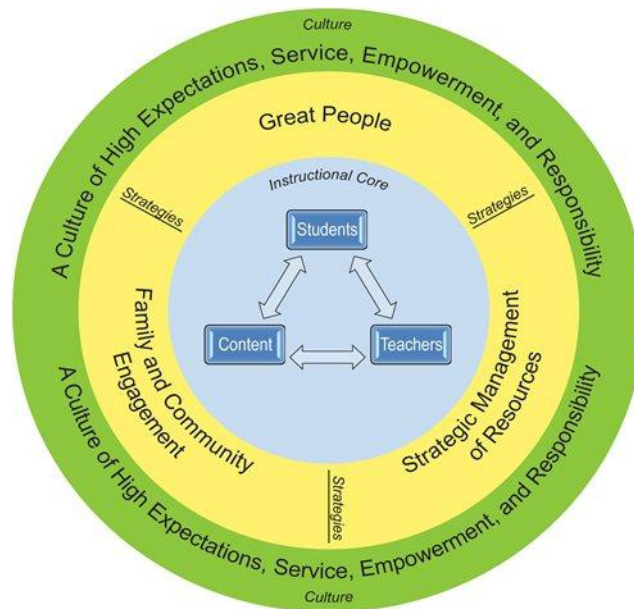 Culture
A Culture of High Expectations, Service, Empowerment, and Responsibility
Great People
Strategies
Strategies
Instructional Core
Students
Content
Teachers
Family and Community
Engagement
Strategic Management
of Resources
Strategies
A Culture of High Expectations, Service, Empowerment, and Responsibility
Culture